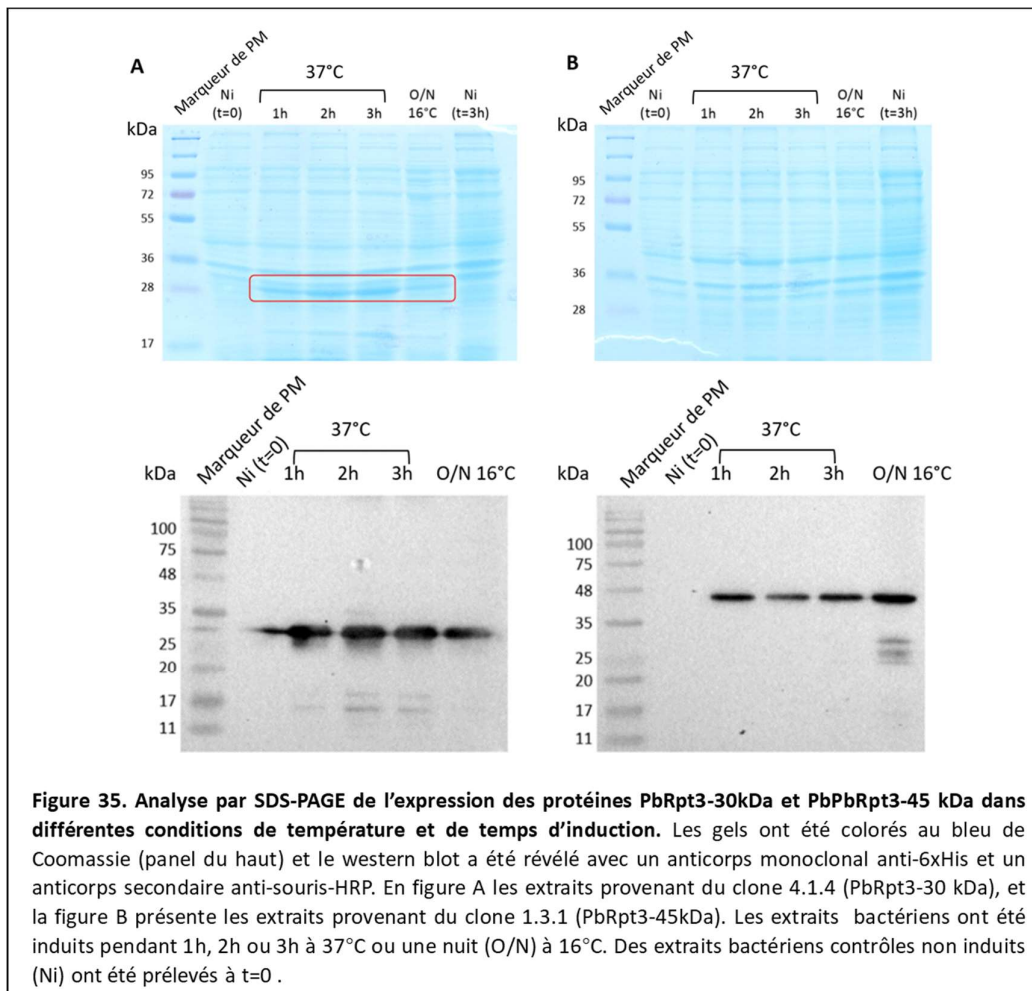 A
Marqueur de PM
37°C
Ni
(t=0)
1h
2h
3h
O/N
16°C
Ni
(t=3h)
kDa
95
72
55
36
28
17
B
Marqueur de PM
37°C
Ni
(t=0)
1h
2h
3h
O/N
16°C
Ni
(t=3h)
kDa
95
72
55
36
28
Marqueur de PM
Ni (t=0)
37°C
kDa
1h
2h
3h
O/N 16°C
100
75
48
35
25
20
17
11
Marqueur de PM
Ni (t=0)
37°C
kDa
1h
2h
3h
O/N 16°C
100
75
48
35
25
20
17
11
Figure 35. Analyse par SDS-PAGE de l’expression des protéines PbRpt3-30kDa et PbPbRpt3-45 kDa dans
différentes conditions de température et de temps d’induction. Les gels ont été colorés au bleu de
Coomassie (panel du haut) et le western blot a été révélé avec un anticorps monoclonal anti-6xHis et un
anticorps secondaire anti-souris-HRP. En figure A les extraits provenant du clone 4.1.4 (PbRpt3-30 kDa), et
la figure B présente les extraits provenant du clone 1.3.1 (PbRpt3-45kDa). Les extraits bactériens ont été
induits pendant 1h, 2h ou 3h à 37°C ou une nuit (O/N) à 16°C. Des extraits bactériens contrôles non induits
(Ni) ont été prélevés à t=0 .